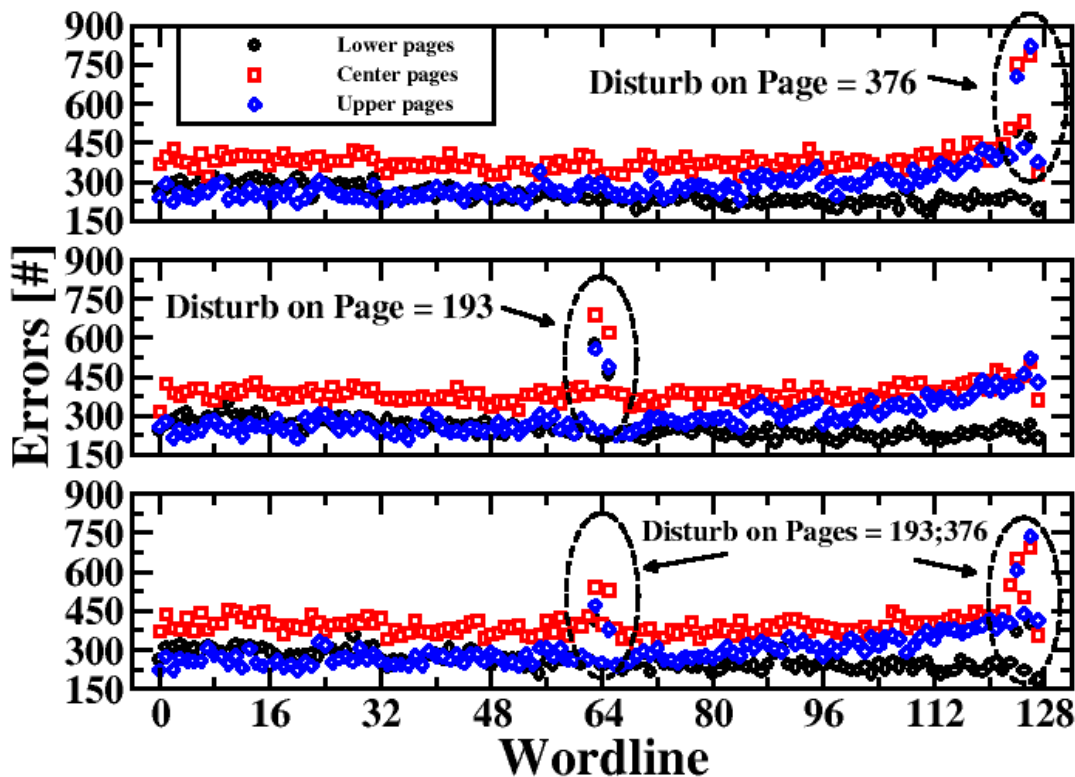 900
750
600
450
300
150
Lower pages
Center pages
Upper pages
Disturb on Page = 376
900
750
600
450
300
150
Disturb on Page = 193
Errors [#]
900
750
600
450
300
150
Disturb on Pages = 193;376
0 16 32 48 64 80 96 112 128
Wordline